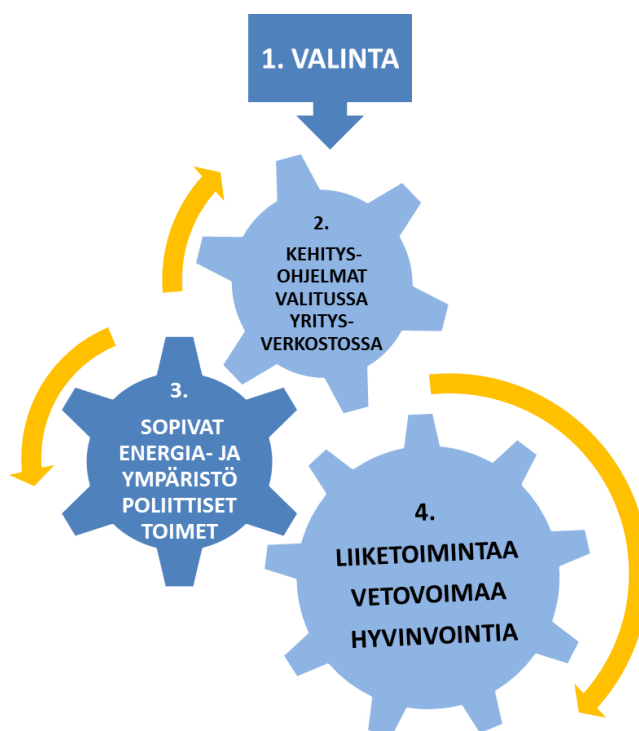 1. VALINTA
2.
KEHITYS-
OHJELMAT
VALITUSSA
YRITYS-
VERKOSTOSSA
3.
SOPIVAT
ENERGIA- JA
YMPÄRISTÖ
POLIITTISET
TOIMET
4.
LIIKETOIMINTAA
VETOVOIMAA
HYVINVOINTIA